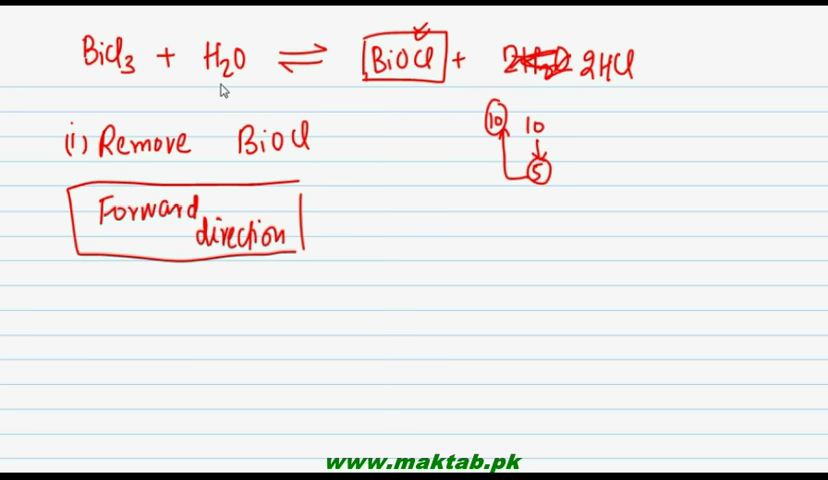 BiCl3 + H2O ⇌ BiOCl + 2HCl
10 10
(i) Remove BiOCl
5
Forward
direction
www.maktab.pk